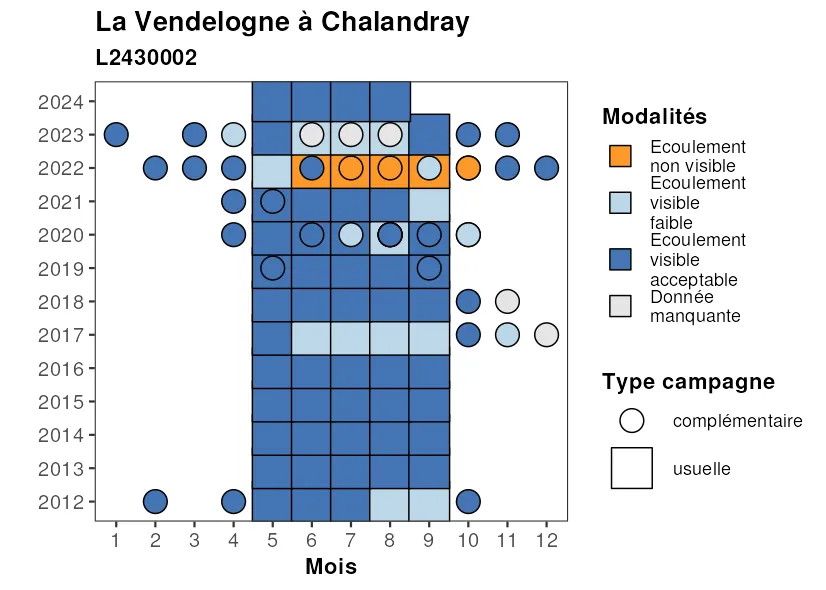 La Vendelogne à Chalandray
L2430002
2024
2023
2022
2021
2020
2019
2018
2017
2016
2015
2014
2013
2012
1 2 3 4 5 6 7 8 9 10 11 12
Mois
Modalités
Ecoulement
non visible
Ecoulement
visible
faible
Ecoulement
visible
acceptable
Donnée
manquante
Type campagne
complémentaire
usuelle